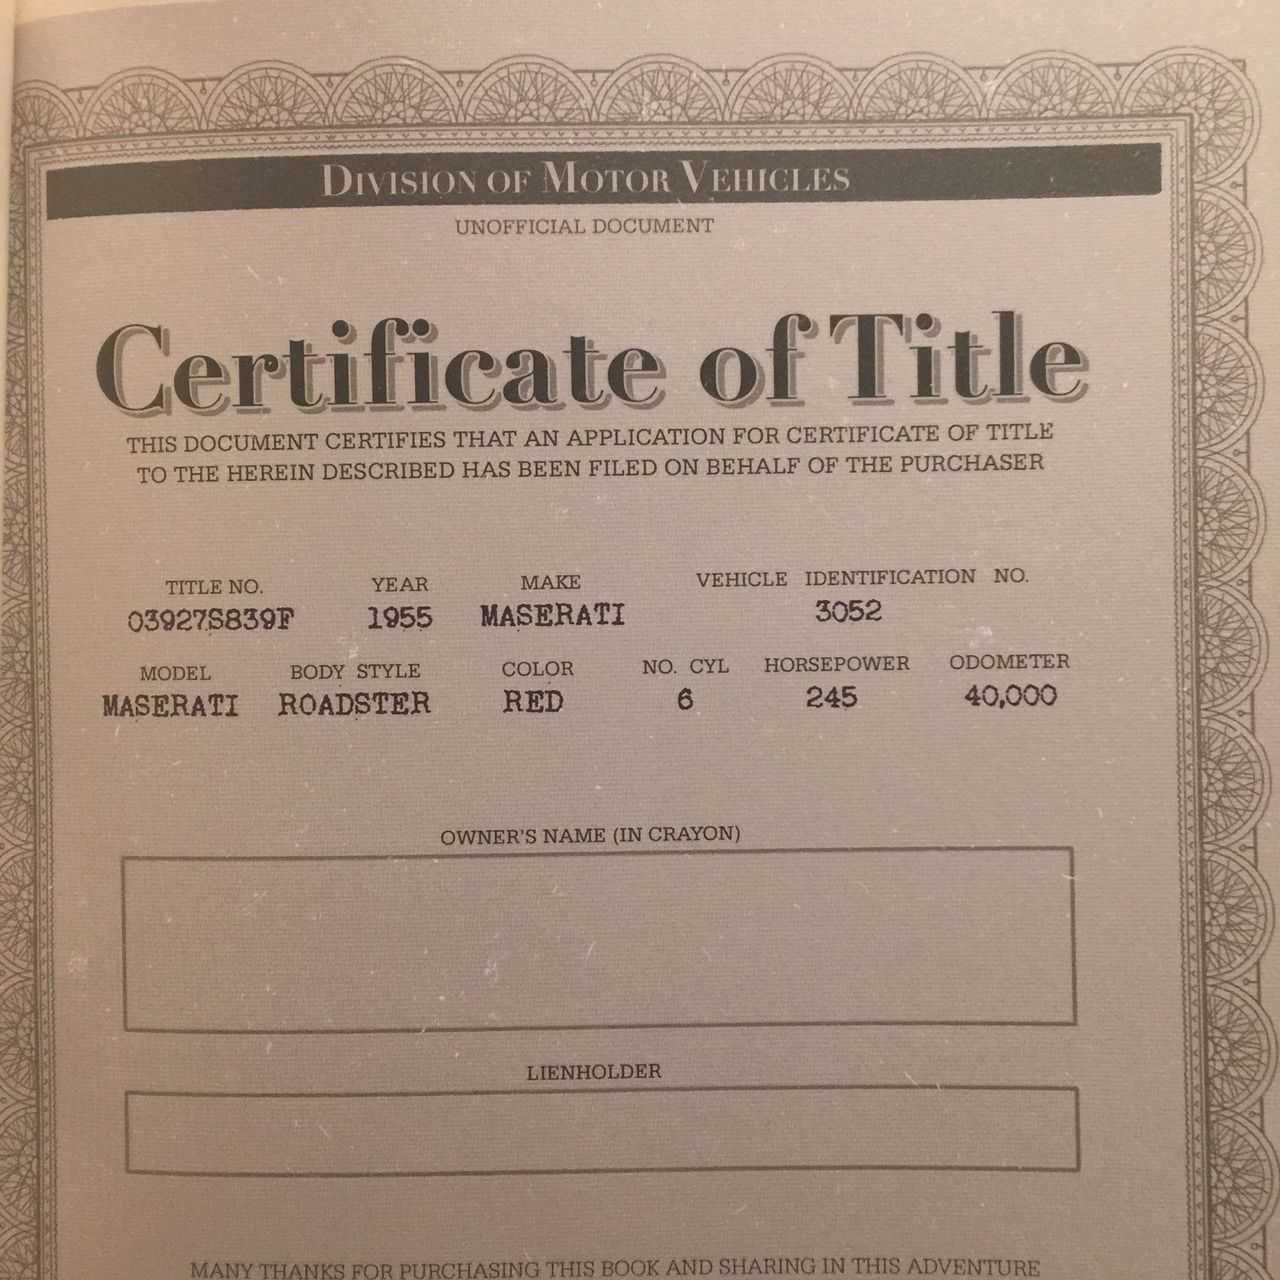 DIVISION OF MOTOR VEHICLES
UNOFFICIAL DOCUMENT
Certificate of Title
THIS DOCUMENT CERTIFIES THAT AN APPLICATION FOR CERTIFICATE OF TITLE
TO THE HEREIN DESCRIBED HAS BEEN FILED ON BEHALF OF THE PURCHASER
TITLE NO. YEAR MAKE VEHICLE IDENTIFICATION NO.
03927S839F 1955 MASERATI 3052
MODEL BODY STYLE COLOR NO. CYL HORSEPOWER ODOMETER
MASERATI ROADSTER RED 6 245 40,000
OWNER'S NAME (IN CRAYON)
LIENHOLDER
MANY THANKS FOR PURCHASING THIS BOOK AND SHARING IN THIS ADVENTURE